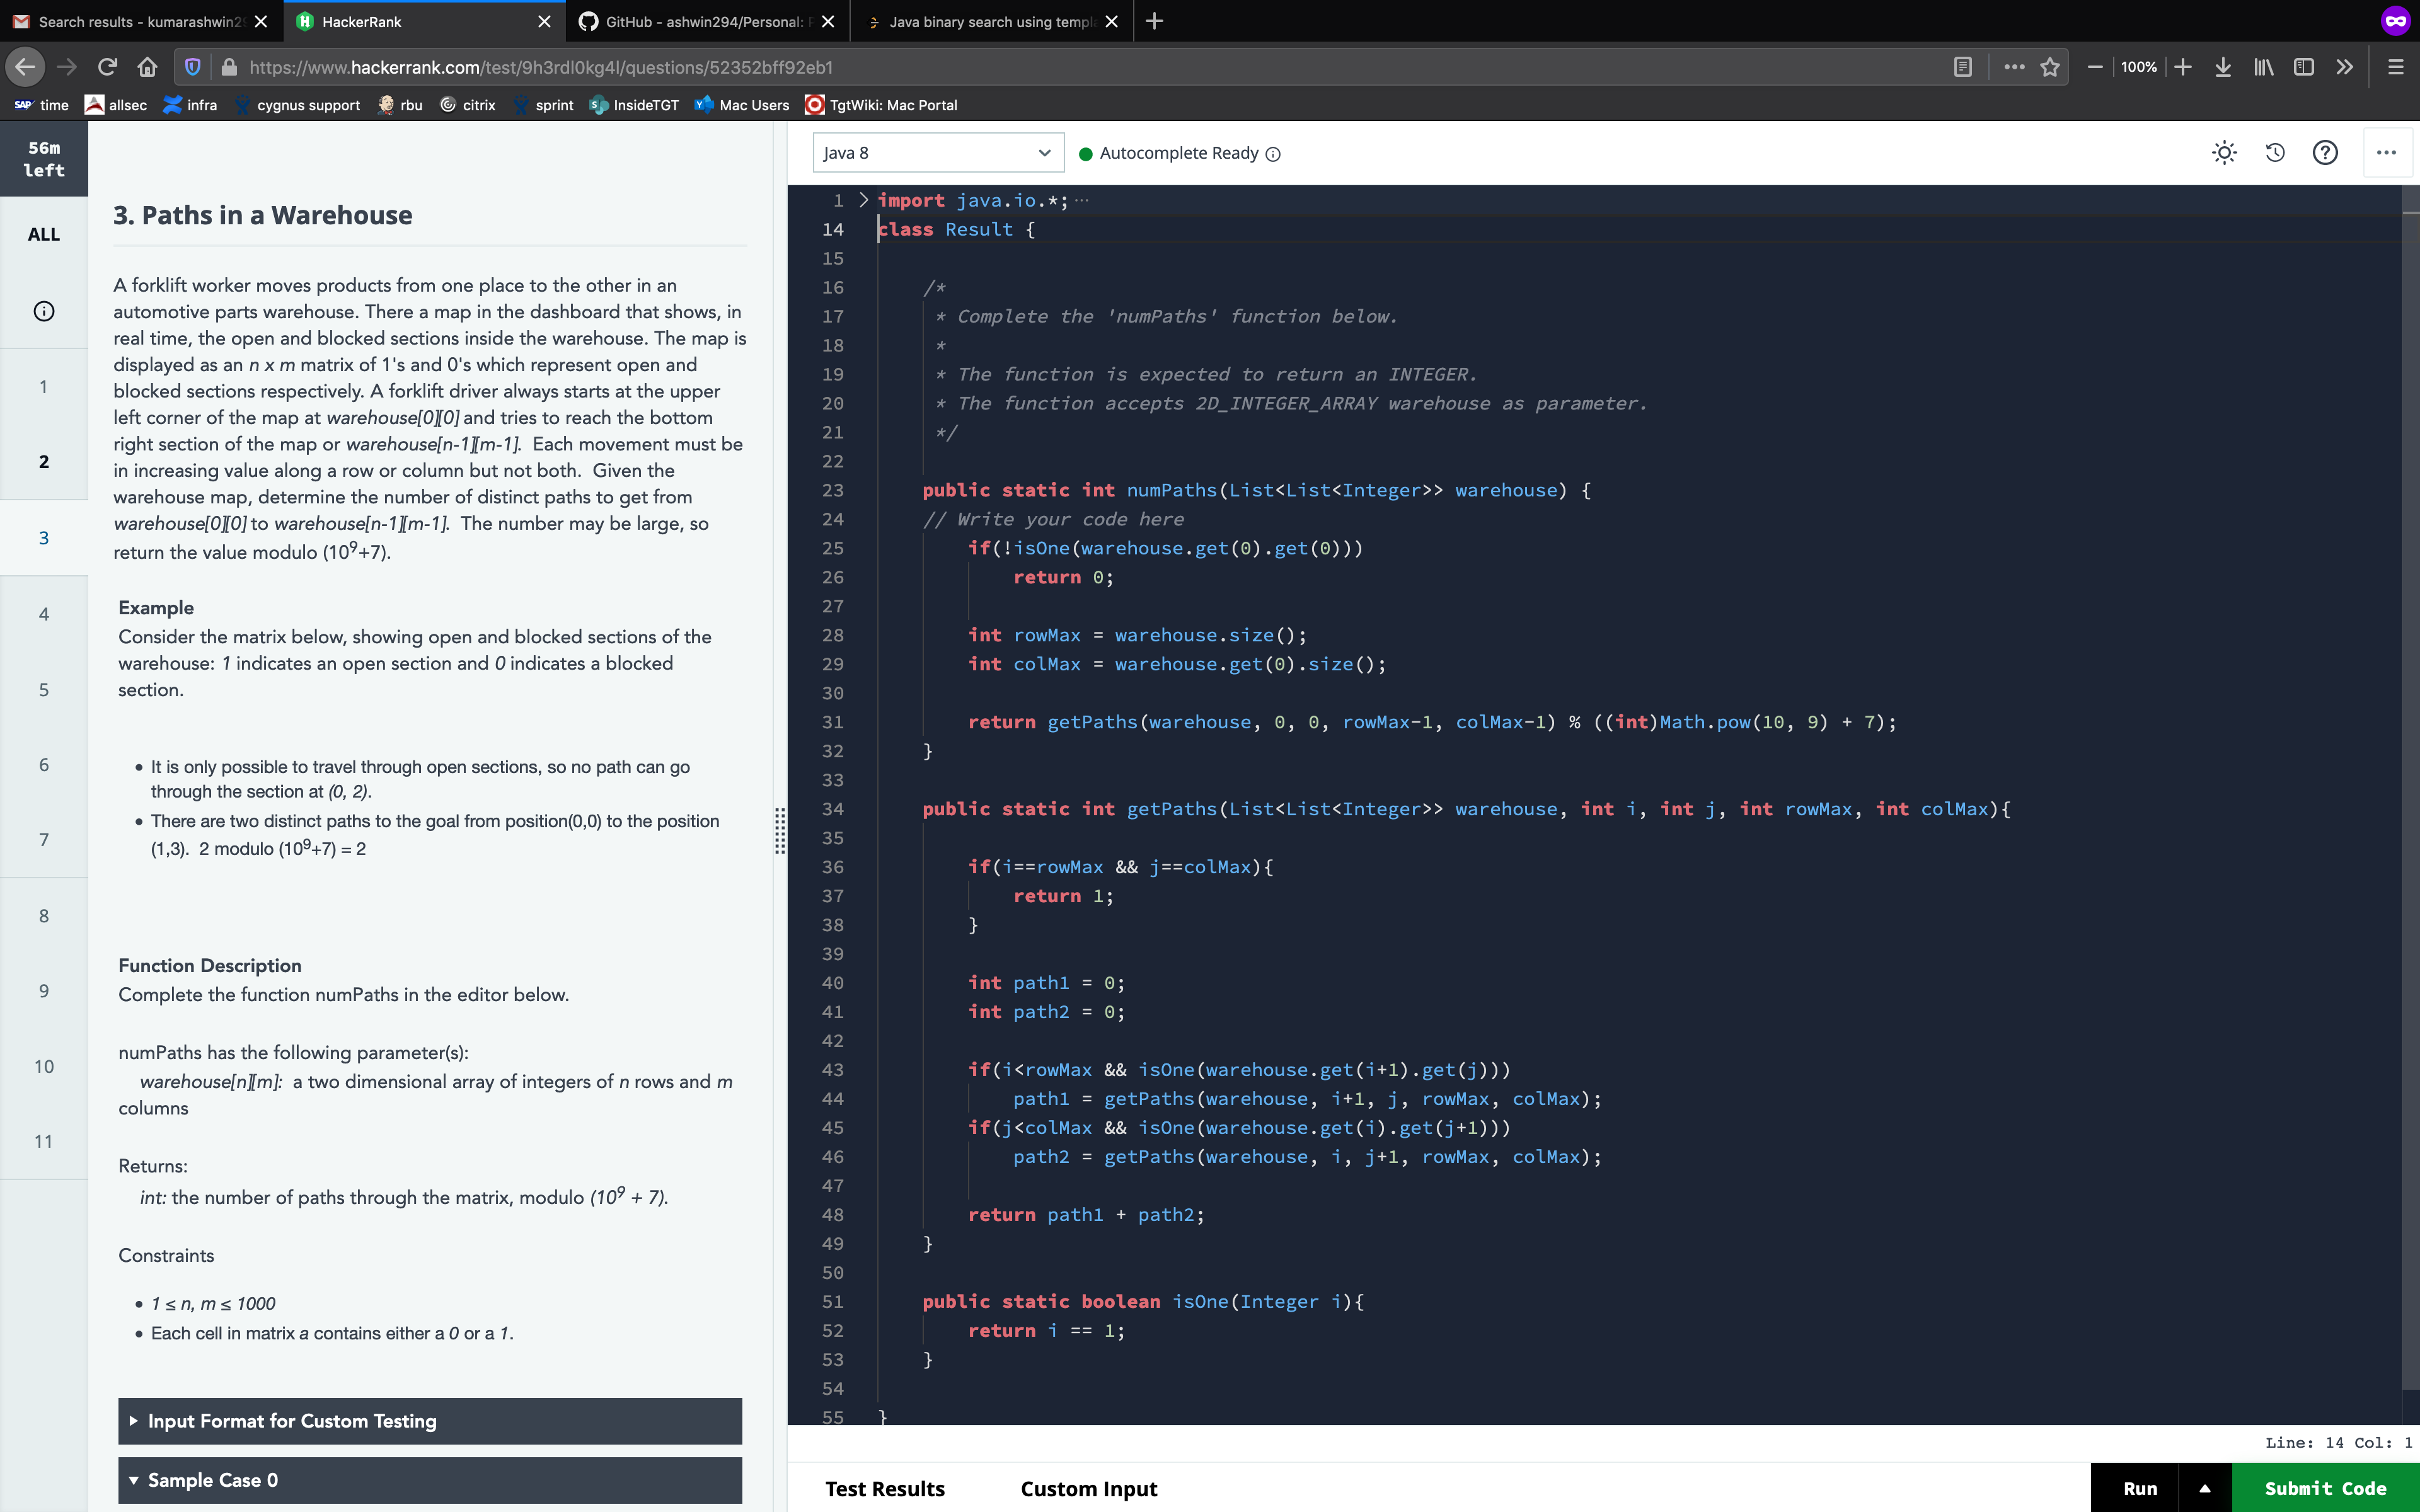 Search results - kumarashwin29
HackerRank
GitHub - ashwin294/Personal:
Java binary search using templa
https://www.hackerrank.com/test/9h3rdl0kg4l/questions/52352bff92eb1
100%
SAP time
allsec
infra
cygnus support
rbu
citrix
sprint
InsideTGT
Mac Users
TgtWiki: Mac Portal
56m
left
ALL
1
2
3
4
5
6
7
8
9
10
11
3. Paths in a Warehouse
A forklift worker moves products from one place to the other in an
automotive parts warehouse. There a map in the dashboard that shows, in
real time, the open and blocked sections inside the warehouse. The map is
displayed as an n x m matrix of 1's and 0's which represent open and
blocked sections respectively. A forklift driver always starts at the upper
left corner of the map at warehouse[0][0] and tries to reach the bottom
right section of the map or warehouse[n-1][m-1]. Each movement must be
in increasing value along a row or column but not both. Given the
warehouse map, determine the number of distinct paths to get from
warehouse[0][0] to warehouse[n-1][m-1]. The number may be large, so
return the value modulo (10⁹+7).
Example
Consider the matrix below, showing open and blocked sections of the
warehouse: 1 indicates an open section and 0 indicates a blocked
section.
• It is only possible to travel through open sections, so no path can go
through the section at (0, 2).
• There are two distinct paths to the goal from position(0,0) to the position
(1,3). 2 modulo (10⁹+7) = 2
Function Description
Complete the function numPaths in the editor below.
numPaths has the following parameter(s):
warehouse[n][m]: a two dimensional array of integers of n rows and m
columns
Returns:
int: the number of paths through the matrix, modulo (10⁹ + 7).
Constraints
• 1 ≤ n, m ≤ 1000
• Each cell in matrix a contains either a 0 or a 1.
Input Format for Custom Testing
Sample Case 0
Java 8
Autocomplete Ready
1 import java.io.*;
14 class Result {
15
16 /*
17 * Complete the 'numPaths' function below.
18 *
19 * The function is expected to return an INTEGER.
20 * The function accepts 2D_INTEGER_ARRAY warehouse as parameter.
21 */
22
23 public static int numPaths(List<List<Integer>> warehouse) {
24 // Write your code here
25 if(!isOne(warehouse.get(0).get(0)))
26 return 0;
27
28 int rowMax = warehouse.size();
29 int colMax = warehouse.get(0).size();
30
31 return getPaths(warehouse, 0, 0, rowMax-1, colMax-1) % ((int)Math.pow(10, 9) + 7);
32 }
33
34 public static int getPaths(List<List<Integer>> warehouse, int i, int j, int rowMax, int colMax){
35
36 if(i==rowMax && j==colMax){
37 return 1;
38 }
39
40 int path1 = 0;
41 int path2 = 0;
42
43 if(i<rowMax && isOne(warehouse.get(i+1).get(j)))
44 path1 = getPaths(warehouse, i+1, j, rowMax, colMax);
45 if(j<colMax && isOne(warehouse.get(i).get(j+1)))
46 path2 = getPaths(warehouse, i, j+1, rowMax, colMax);
47
48 return path1 + path2;
49 }
50
51 public static boolean isOne(Integer i){
52 return i == 1;
53 }
54
55 }
Line: 14 Col: 1
Test Results
Custom Input
Run
Submit Code